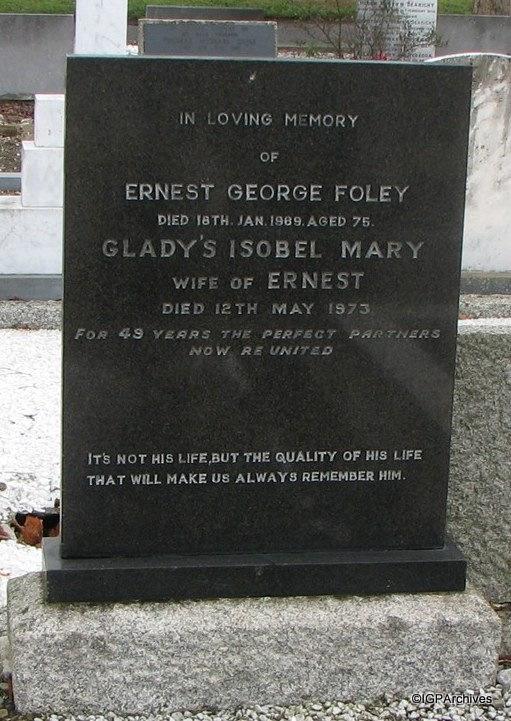 IN LOVING MEMORY
OF
ERNEST GEORGE FOLEY
DIED 18TH. JAN. 1989. AGED 75.
GLADY'S ISOBEL MARY
WIFE OF ERNEST
DIED 12TH MAY 1973
FOR 49 YEARS THE PERFECT PARTNERS
NOW RE UNITED
IT'S NOT HIS LIFE, BUT THE QUALITY OF HIS LIFE
THAT WILL MAKE US ALWAYS REMEMBER HIM.
©IGPArchives